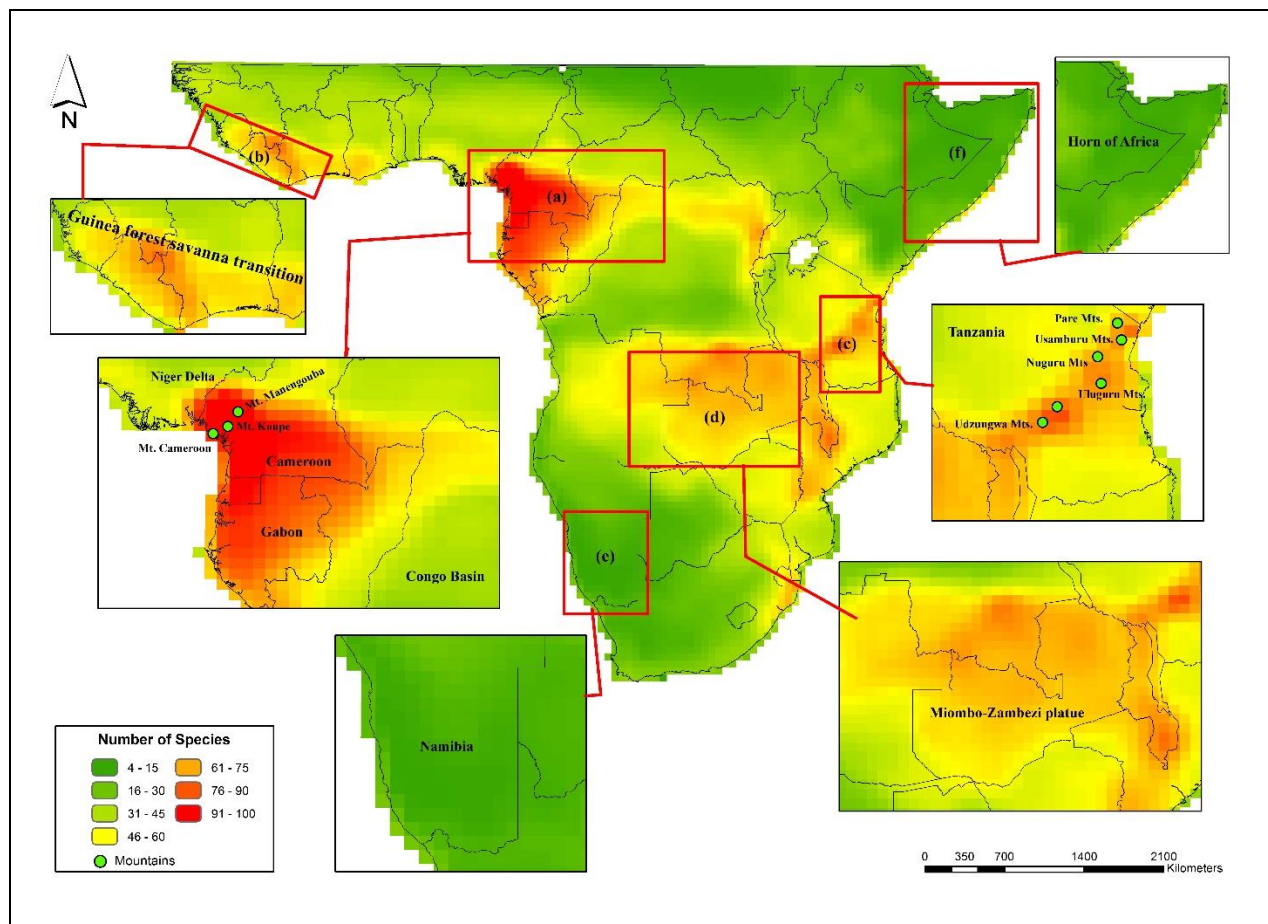 N
(b)
(a)
(f)
(c)
(d)
(e)
Horn of Africa
Guinea forest savanna transition
Niger Delta
Mt. Manengouba
Mt. Koupe
Mt. Cameroon
Cameroon
Gabon
Congo Basin
Tanzania
Pare Mts.
Usamburu Mts.
Nuguru Mts
Uluguru Mts.
Udzungwa Mts.
Namibia
Miombo-Zambezi platue
Number of Species
4 - 15
61 - 75
16 - 30
76 - 90
31 - 45
91 - 100
46 - 60
Mountains
0 350 700 1400 2100
Kilometers